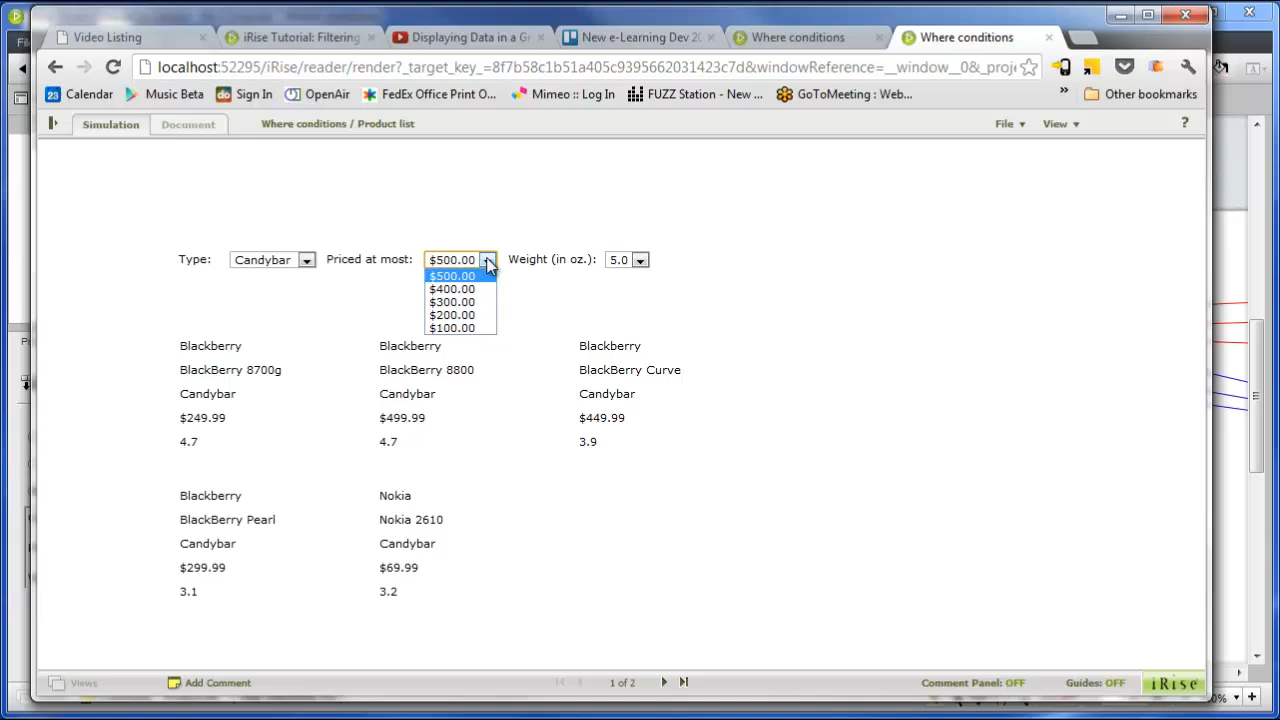 Video Listing
iRise Tutorial: Filtering
Displaying Data in a G
New e-Learning Dev 20
Where conditions
Where conditions
localhost:52295/iRise/reader/render?_target_key_=8f1f58c1b51a405c9395662031423c7d&windowReference=__window__0&_proj
23 Calendar
Music Beta
do Sign In
OpenAir
FedEx Office Print O...
Mimeo :: Log In
FUZZ Station - New ...
GoToMeeting : Web...
»
Other bookmarks
Simulation
Document
Where conditions / Product list
File
View
?
Type: Candybar Priced at most: $500.00 Weight (in oz.): 5.0
$500.00
$400.00
$300.00
$200.00
$100.00
Blackberry Blackberry Blackberry
BlackBerry 8700g BlackBerry 8800 BlackBerry Curve
Candybar Candybar Candybar
$249.99 $499.99 $449.99
4.7 4.7 3.9
Blackberry Nokia
BlackBerry Pearl Nokia 2610
Candybar Candybar
$299.99 $69.99
3.1 3.2
Views
Add Comment
1 of 2
Comment Panel: OFF
Guides: OFF
iRise